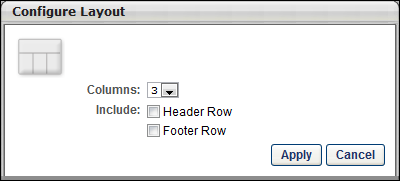 Configure Layout
Columns: 3
Include: Header Row
Footer Row
Apply Cancel